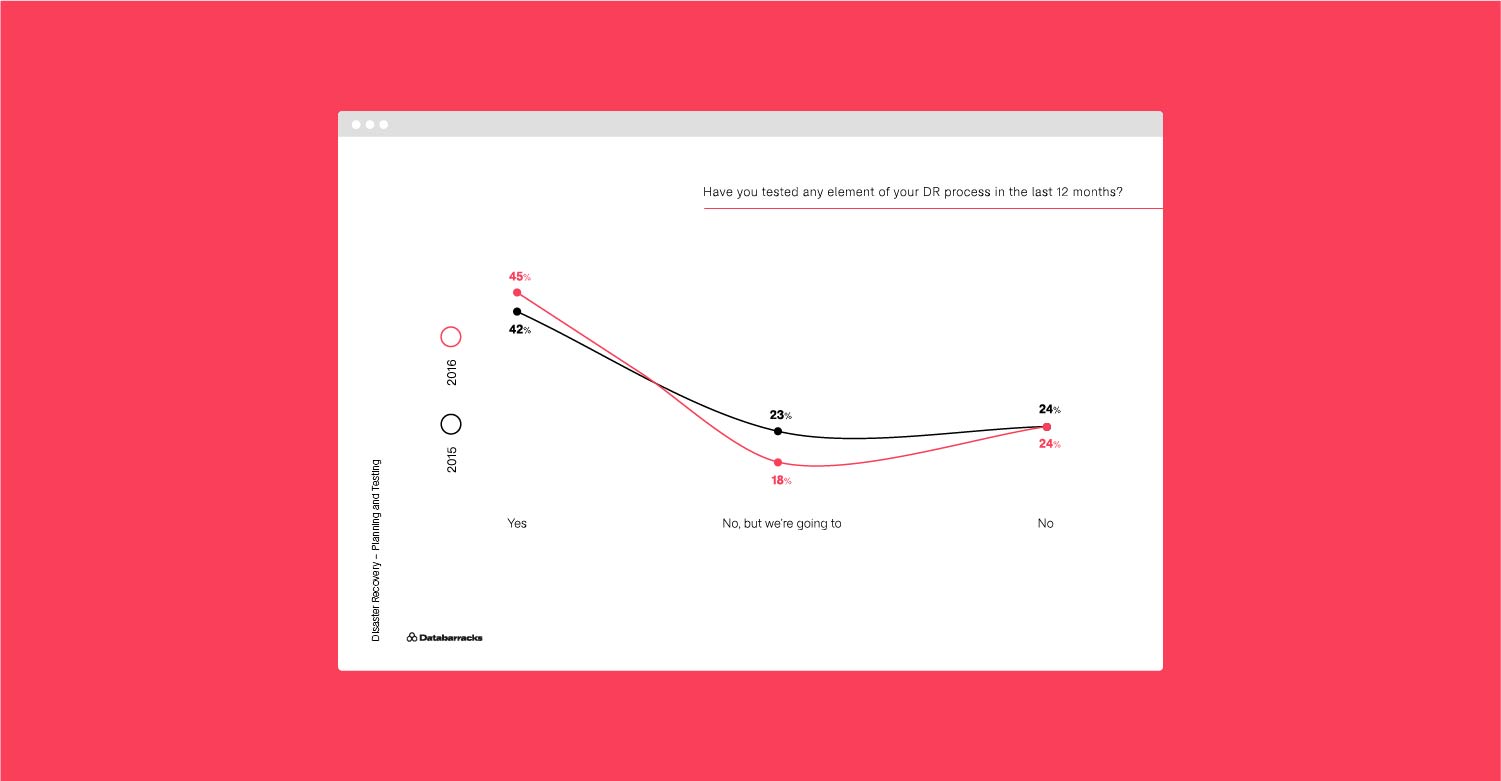 Have you tested any element of your DR process in the last 12 months?
45%
42%
2016
23%
24%
24%
18%
2015
Yes
No, but we're going to
No
Disaster Recovery – Planning and Testing
Databarracks